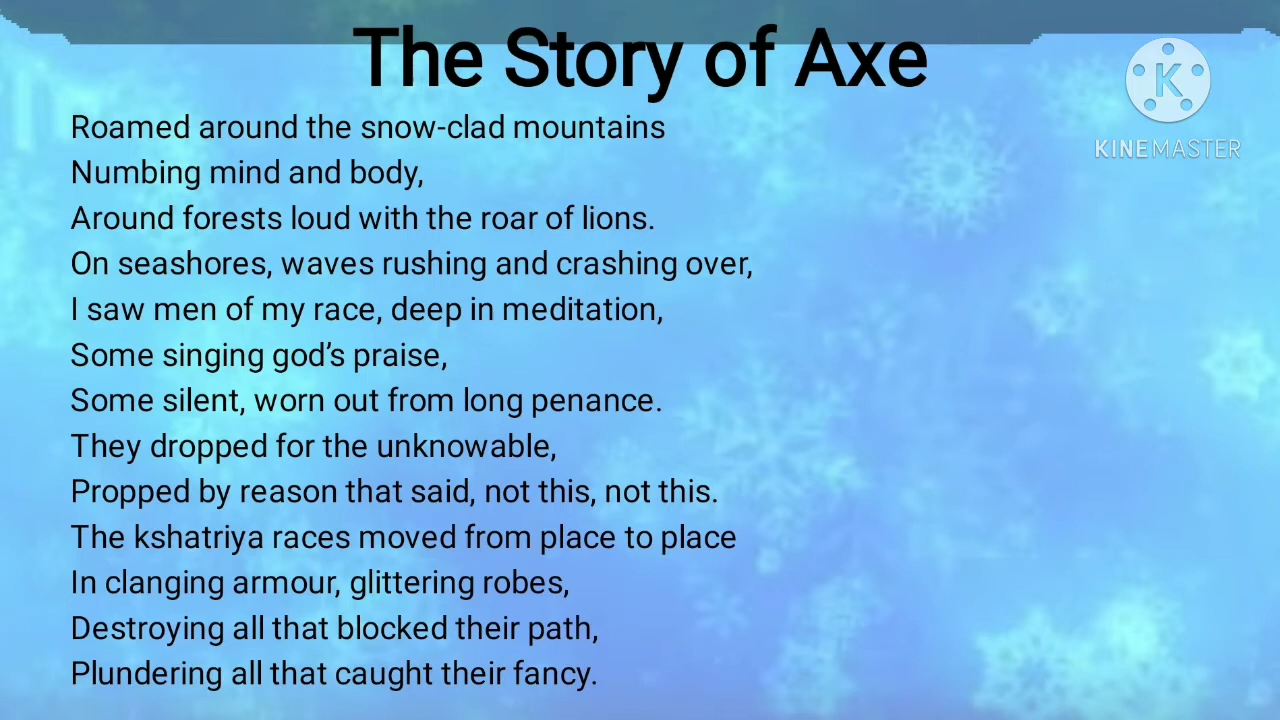 The Story of Axe
KINEMASTER
Roamed around the snow-clad mountains
Numbing mind and body,
Around forests loud with the roar of lions.
On seashores, waves rushing and crashing over,
I saw men of my race, deep in meditation,
Some singing god's praise,
Some silent, worn out from long penance.
They dropped for the unknowable,
Propped by reason that said, not this, not this.
The kshatriya races moved from place to place
In clanging armour, glittering robes,
Destroying all that blocked their path,
Plundering all that caught their fancy.